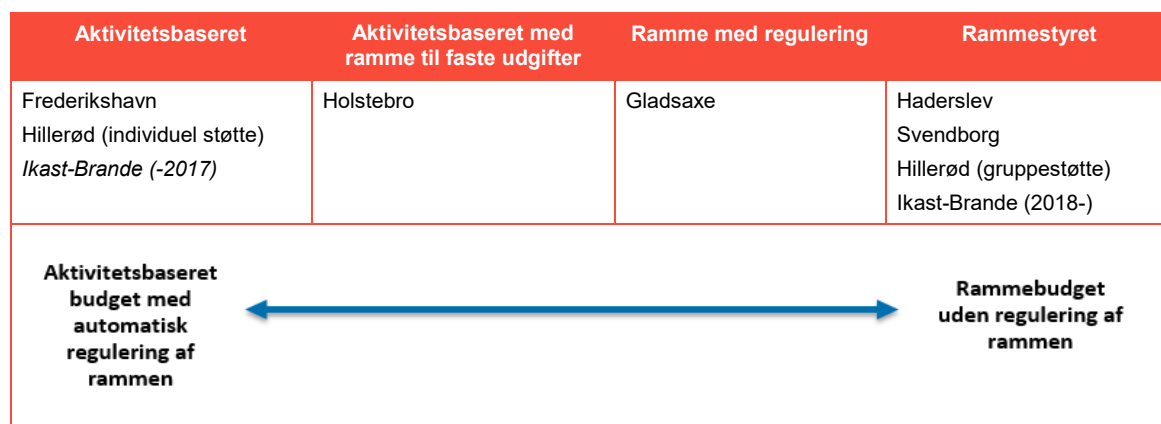 Aktivitetsbaseret
Aktivitetsbaseret med
ramme til faste udgifter
Ramme med regulering
Rammestyret
Frederikshavn
Hillerød (individuel støtte)
Ikast-Brande (-2017)
Holstebro
Gladsaxe
Haderslev
Svendborg
Hillerød (gruppestøtte)
Ikast-Brande (2018-)
Aktivitetsbaseret
budget med
automatisk
regulering af
rammen
Rammebudget
uden regulering af
rammen